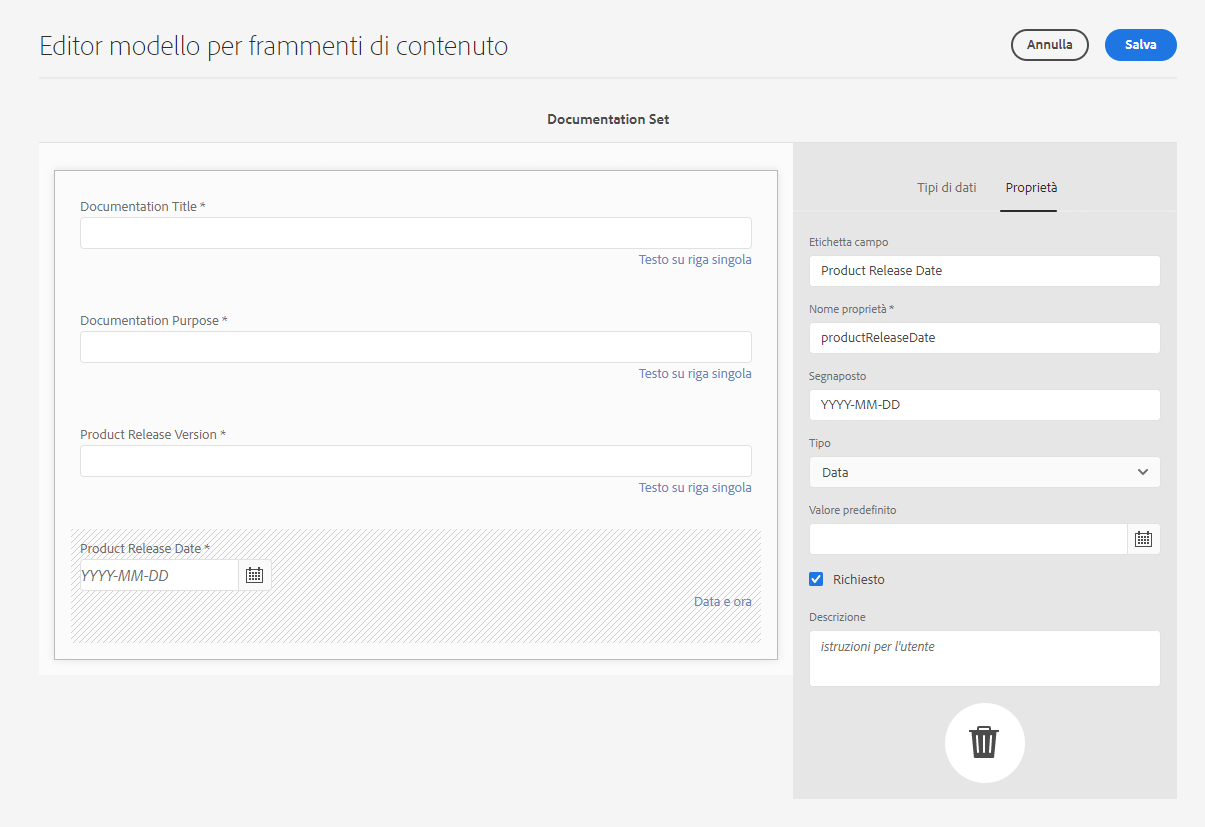 Editor modello per frammenti di contenuto
Annulla
Salva
Documentation Set
Documentation Title *
Testo su riga singola
Documentation Purpose *
Testo su riga singola
Product Release Version *
Testo su riga singola
Product Release Date *
YYYY-MM-DD
Data e ora
Tipi di dati
Proprietà
Etichetta campo
Product Release Date
Nome proprietà *
productReleaseDate
Segnaposto
YYYY-MM-DD
Tipo
Data
Valore predefinito
Richiesto
Descrizione
istruzioni per l'utente